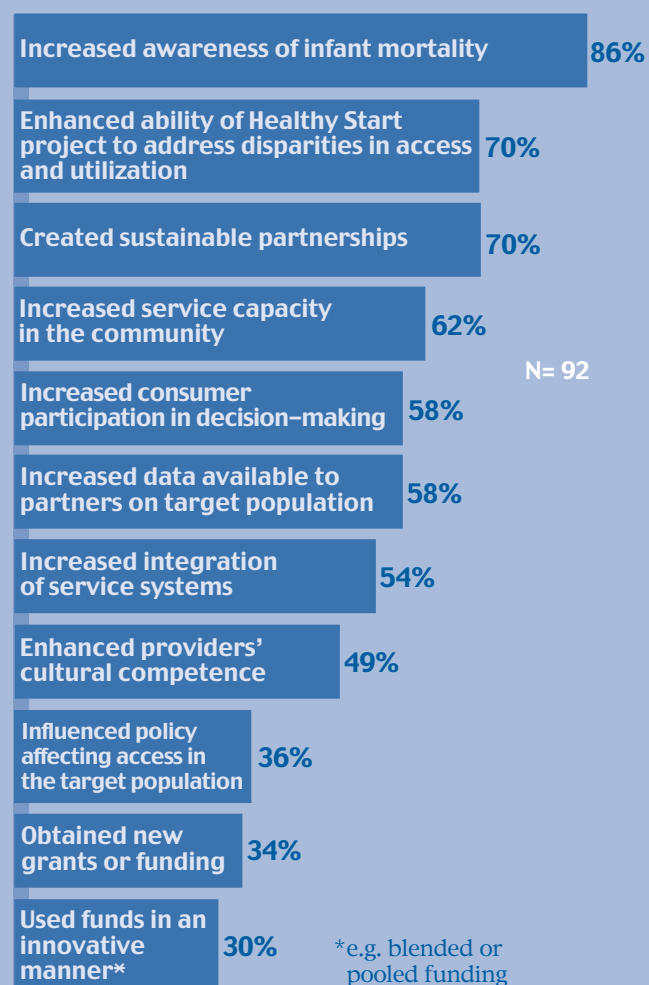 Increased awareness of infant mortality
86%
Enhanced ability of Healthy Start
project to address disparities in access
and utilization
70%
Created sustainable partnerships
70%
Increased service capacity
in the community
62%
N= 92
Increased consumer
participation in decision–making
58%
Increased data available to
partners on target population
58%
Increased integration
of service systems
54%
Enhanced providers'
cultural competence
49%
Influenced policy
affecting access in
the target population
36%
Obtained new
grants or funding
34%
Used funds in an
innovative
manner*
30%
*e.g. blended or
pooled funding